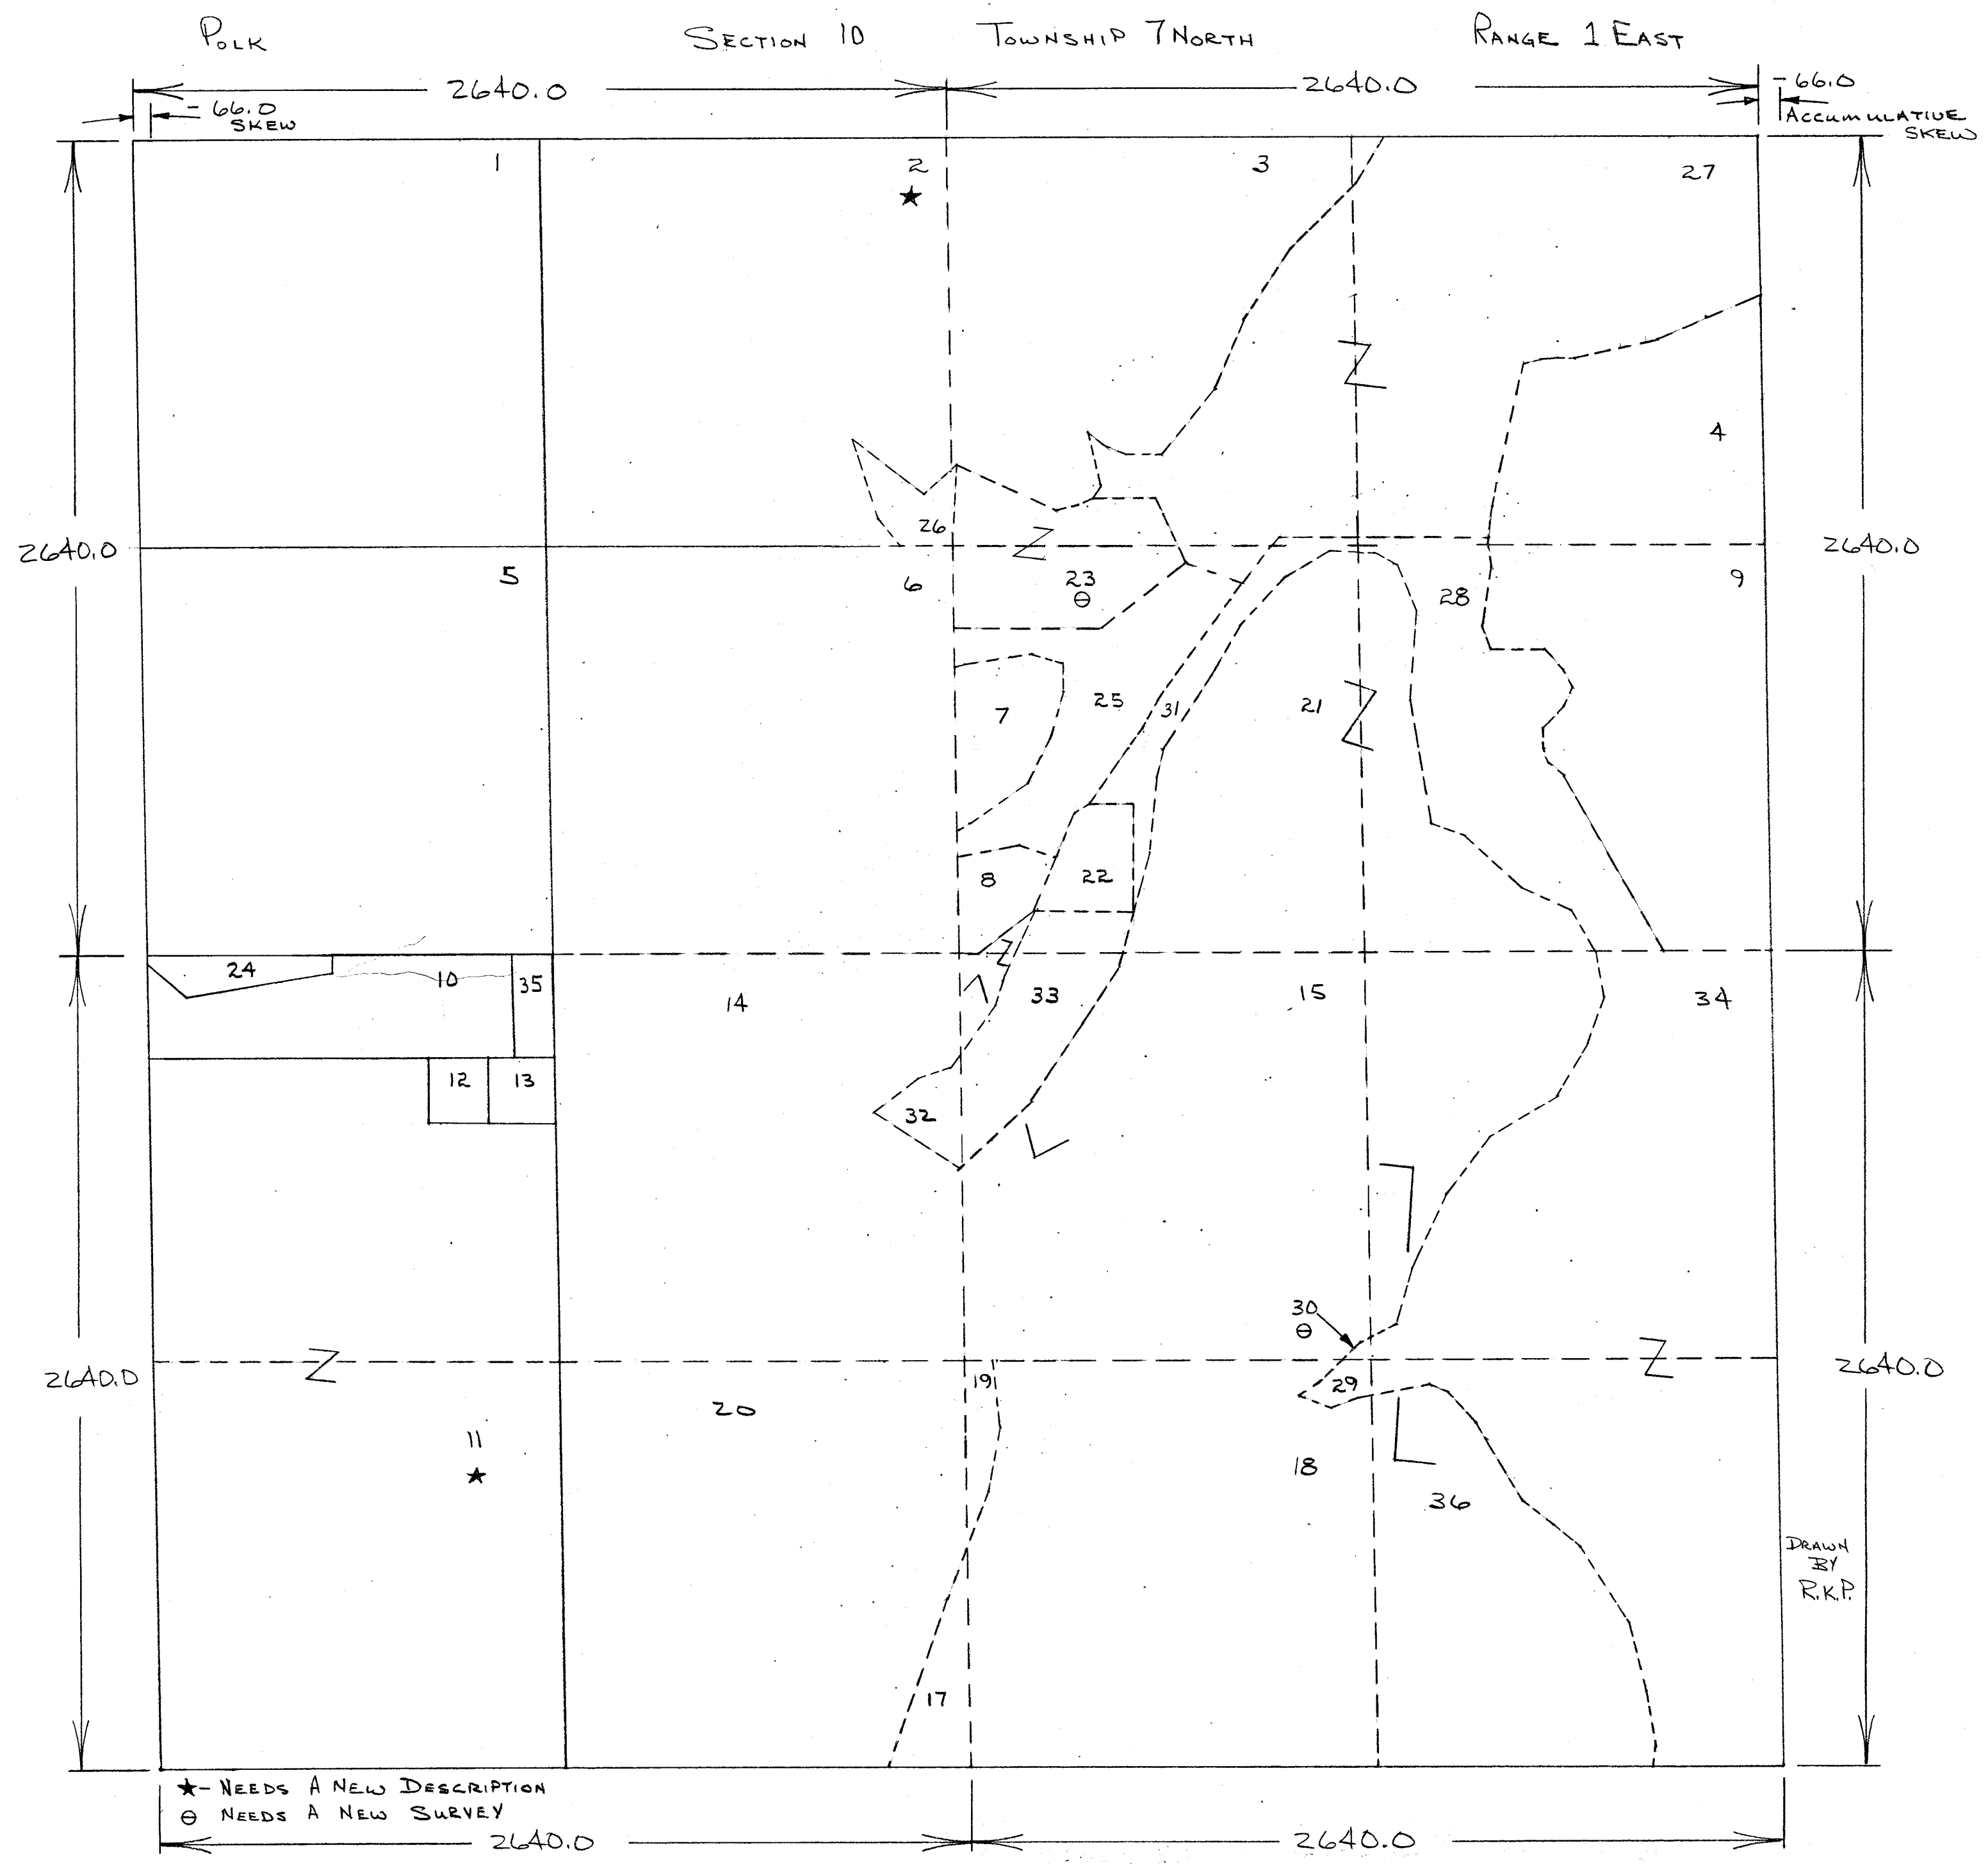 POLK SECTION 10 TOWNSHIP 7 NORTH RANGE 1 EAST
2640.0 2640.0 -66.0
-66.0 ACCUMULATIVE
SKEW SKEW
1 2 3 27
★
4
26
2640.0 2640.0
5 6 23 9
⊖ 28
25 21
7 31
8 22
24 10 35 14 33 15 34
12 13
32
30
⊖
2640.0 19 29 2640.0
20
11 18
★ 36
DRAWN
BY
R.K.P.
17
★- NEEDS A NEW DESCRIPTION
⊖ NEEDS A NEW SURVEY
2640.0 2640.0